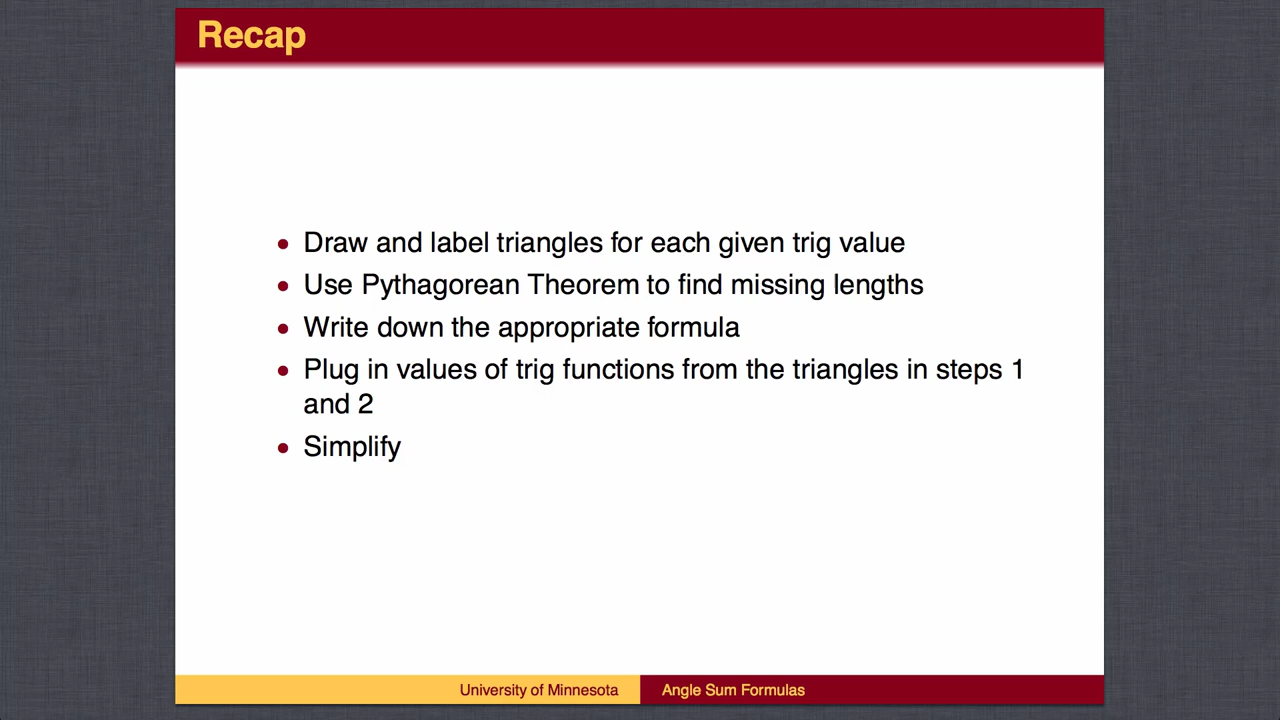 Recap
• Draw and label triangles for each given trig value
• Use Pythagorean Theorem to find missing lengths
• Write down the appropriate formula
• Plug in values of trig functions from the triangles in steps 1
and 2
• Simplify
University of Minnesota
Angle Sum Formulas